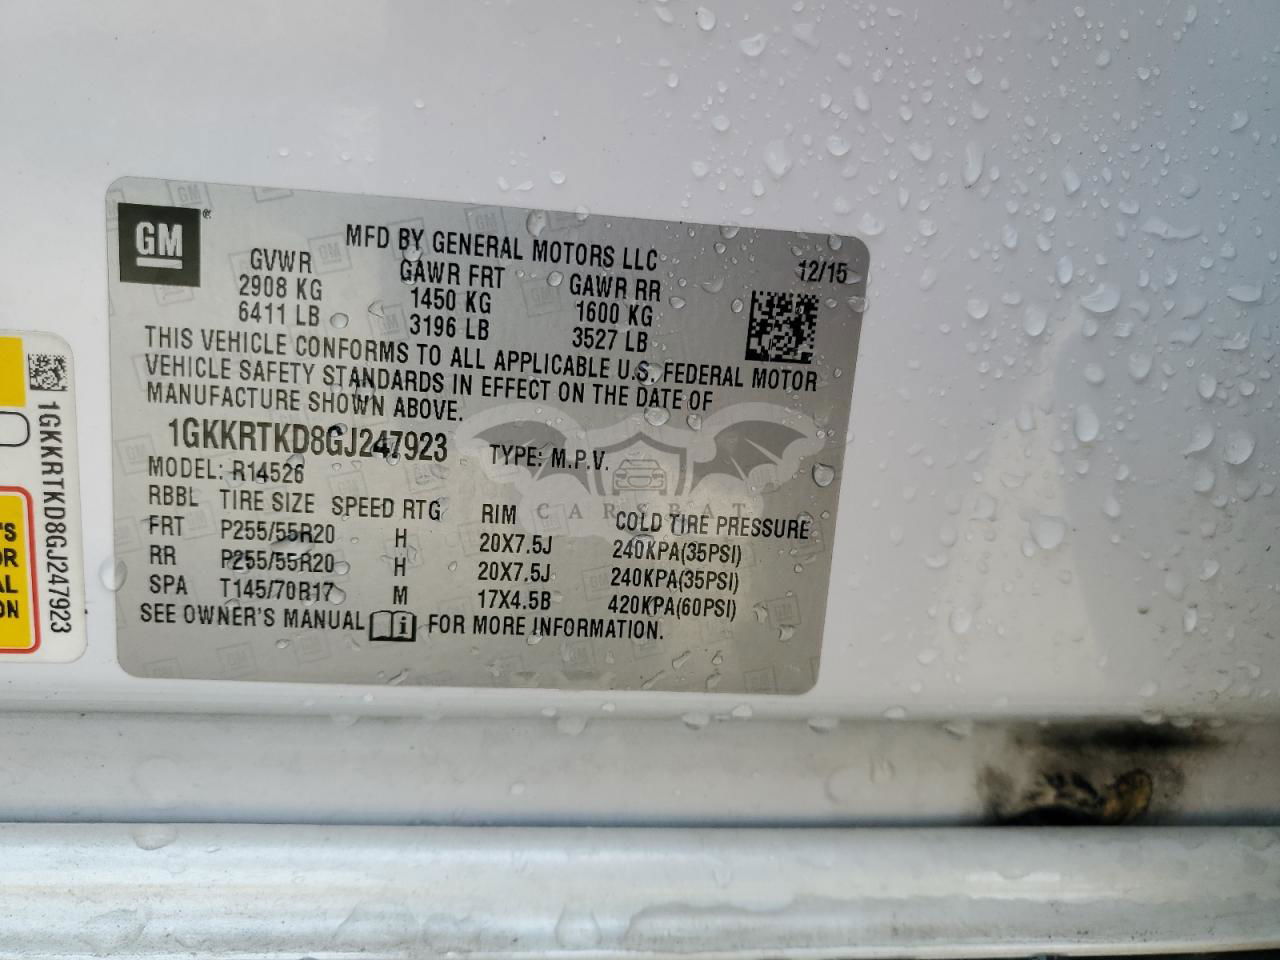 GM
MFD BY GENERAL MOTORS LLC
12/15
GVWR GAWR FRT GAWR RR
2908 KG 1450 KG 1600 KG
6411 LB 3196 LB 3527 LB
THIS VEHICLE CONFORMS TO ALL APPLICABLE U.S. FEDERAL MOTOR
VEHICLE SAFETY STANDARDS IN EFFECT ON THE DATE OF
MANUFACTURE SHOWN ABOVE.
1GKKRTKD8GJ247923 TYPE: M.P.V.
MODEL: R14526
RBBL TIRE SIZE SPEED RTG RIM COLD TIRE PRESSURE
FRT P255/55R20 H 20X7.5J 240KPA(35PSI)
RR P255/55R20 H 20X7.5J 240KPA(35PSI)
SPA T145/70R17 M 17X4.5B 420KPA(60PSI)
SEE OWNER'S MANUAL i FOR MORE INFORMATION.
CARSBAT
1GKKRTKD8GJ247923